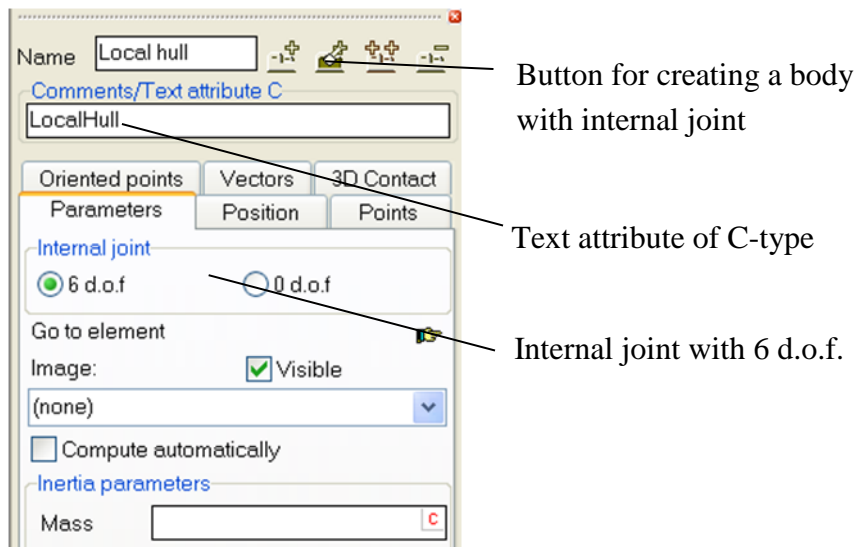 Name Local hull
Comments/Text attribute C
LocalHull
Oriented points Vectors 3D Contact
Parameters Position Points
Internal joint
6 d.o.f 0 d.o.f
Go to element
Image: Visible
(none)
Compute automatically
Inertia parameters
Mass C
Button for creating a body
with internal joint
Text attribute of C-type
Internal joint with 6 d.o.f.